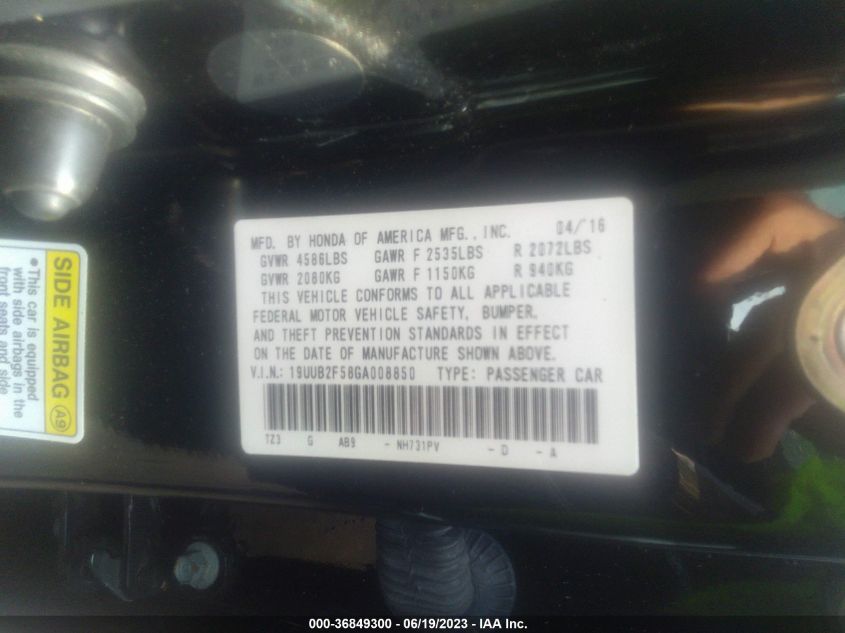 MFD. BY HONDA OF AMERICA MFG., INC. 04/16
GVWR 4586LBS GAWR F 2535LBS R 2072LBS
GVWR 2080KG GAWR F 1150KG R 940KG
THIS VEHICLE CONFORMS TO ALL APPLICABLE
FEDERAL MOTOR VEHICLE SAFETY, BUMPER,
AND THEFT PREVENTION STANDARDS IN EFFECT
ON THE DATE OF MANUFACTURE SHOWN ABOVE.
V.I.N.: 19UUB2F58GA008850 TYPE: PASSENGER CAR
TZ3 G AB9 - NH731PV - D - A
SIDE AIRBAG A9
• This car is equipped
with side airbags in the
front seats and side
000-36849300 / 06/19/2023 - IAA Inc.